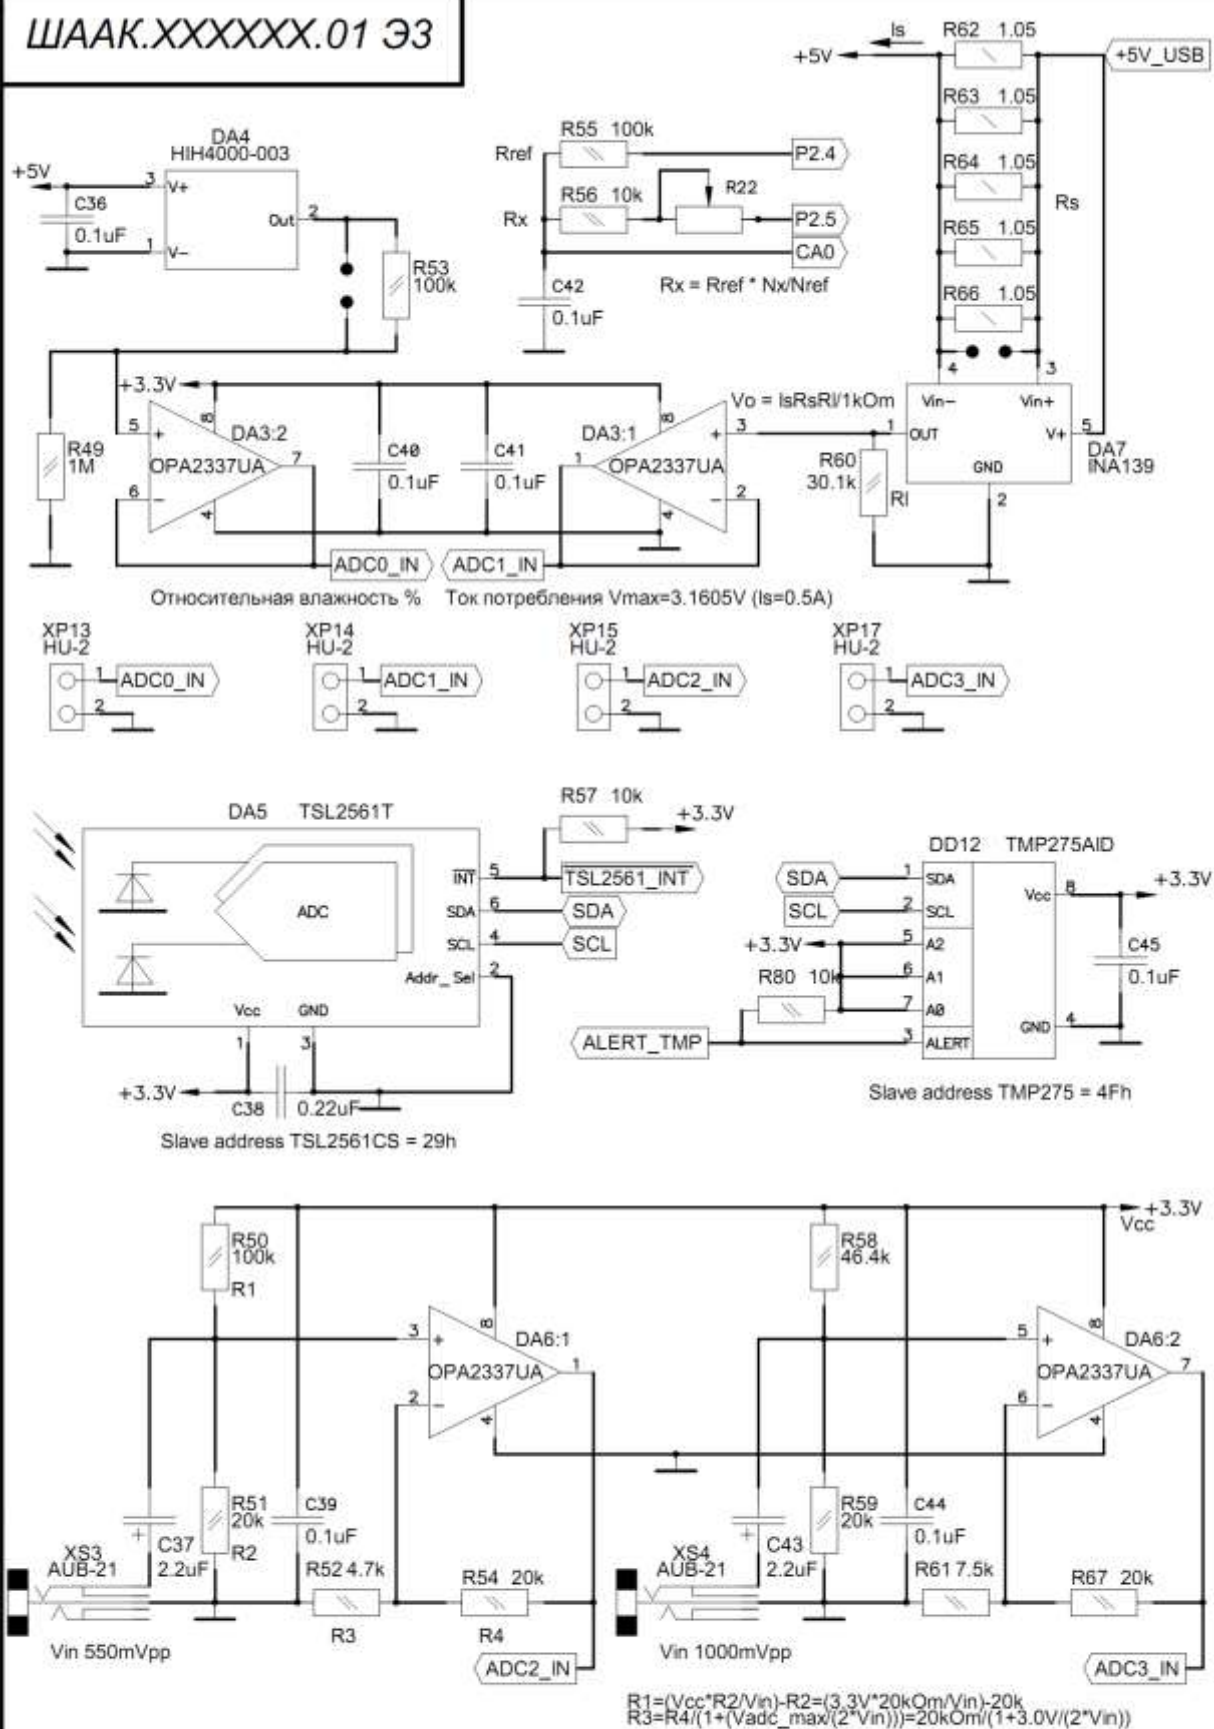 ШААК.XXXXXX.01 ЭЗ
Is
R62 1.05
+5V
+5V_USB
R63 1.05
R64 1.05
Rs
R65 1.05
R66 1.05
4
3
DA4
HIH4000-003
+5V
3
V+
C36
0.1uF
Out
2
1
V-
R53
100k
R55 100k
Rref
P2.4
R56 10k
R22
Rx
P2.5
CA0
C42
0.1uF
Rx = Rref * Nx/Nref
+3.3V
R49
1M
5
+
8
DA3:2
OPA2337UA
7
6
-
4
C40
0.1uF
C41
0.1uF
8
DA3:1
OPA2337UA
1
+
3
-
2
4
Vo = IsRsRl/1kOm
R60
30.1k
Rl
Vin-
Vin+
1
OUT
V+
5
GND
2
DA7
INA139
ADC0_IN
ADC1_IN
Относительная влажность %
Ток потребления Vmax=3.1605V (Is=0.5A)
XP13
HU-2
1
ADC0_IN
2
XP14
HU-2
1
ADC1_IN
2
XP15
HU-2
1
ADC2_IN
2
XP17
HU-2
1
ADC3_IN
2
DA5 TSL2561T
R57 10k
+3.3V
ADC
INT
5
TSL2561_INT
SDA
6
SDA
SCL
4
SCL
Addr_Sel
2
Vcc
GND
1
3
+3.3V
C38
0.22uF
Slave address TSL2561CS = 29h
DD12 TMP275AID
SDA
1
SDA
Vcc
8
+3.3V
SCL
2
SCL
+3.3V
5
A2
C45
0.1uF
R80 10k
6
A1
7
A0
GND
4
ALERT_TMP
3
ALERT
Slave address TMP275 = 4Fh
+3.3V
Vcc
R50
100k
R1
3
+
8
DA6:1
OPA2337UA
1
2
-
4
R51
20k
R2
C39
0.1uF
XS3
AUB-21
+
C37
2.2uF
R52 4.7k
R3
R54 20k
R4
Vin 550mVpp
ADC2_IN
R58
46.4k
5
+
8
DA6:2
OPA2337UA
7
6
-
4
R59
20k
C44
0.1uF
XS4
AUB-21
+
C43
2.2uF
R61 7.5k
R67 20k
Vin 1000mVpp
ADC3_IN
R1=(Vcc*R2/Vin)-R2=(3.3V*20kOm/Vin)-20k
R3=R4/(1+(Vadc_max/(2*Vin)))=20kOm/(1+3.0V/(2*Vin))